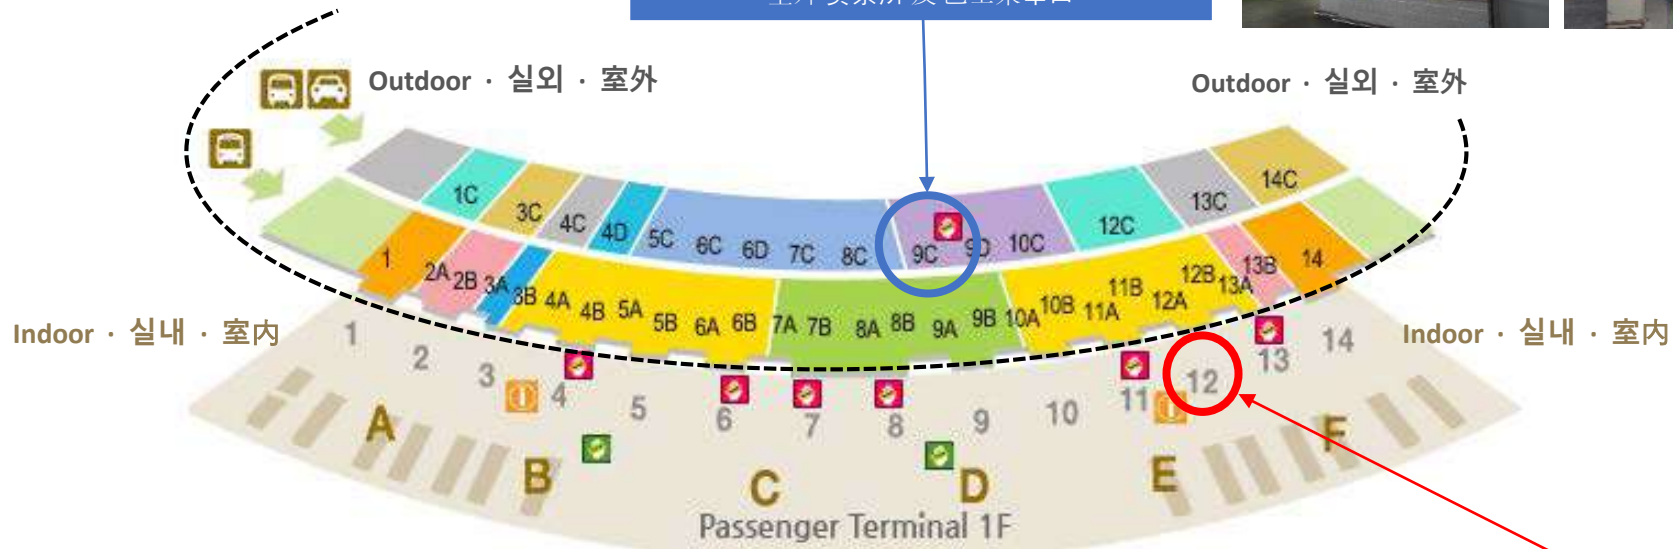 Outdoor · 실외 · 室外
Outdoor · 실외 · 室外
1C 3C 4C 4D 5C 6C 6D 7C 8C 9C 9D 10C 12C 13C 14C
1 2A 2B 3A 3B 4A 4B 5A 5B 6A 6B 7A 7B 8A 8B 9A 9B 10A 10B 11A 11B 12A 12B 13A 13B 14
Indoor · 실내 · 室内
Indoor · 실내 · 室内
1 2 3 4 5 6 7 8 9 10 11 12 13 14
A B C D E F
Passenger Terminal 1F